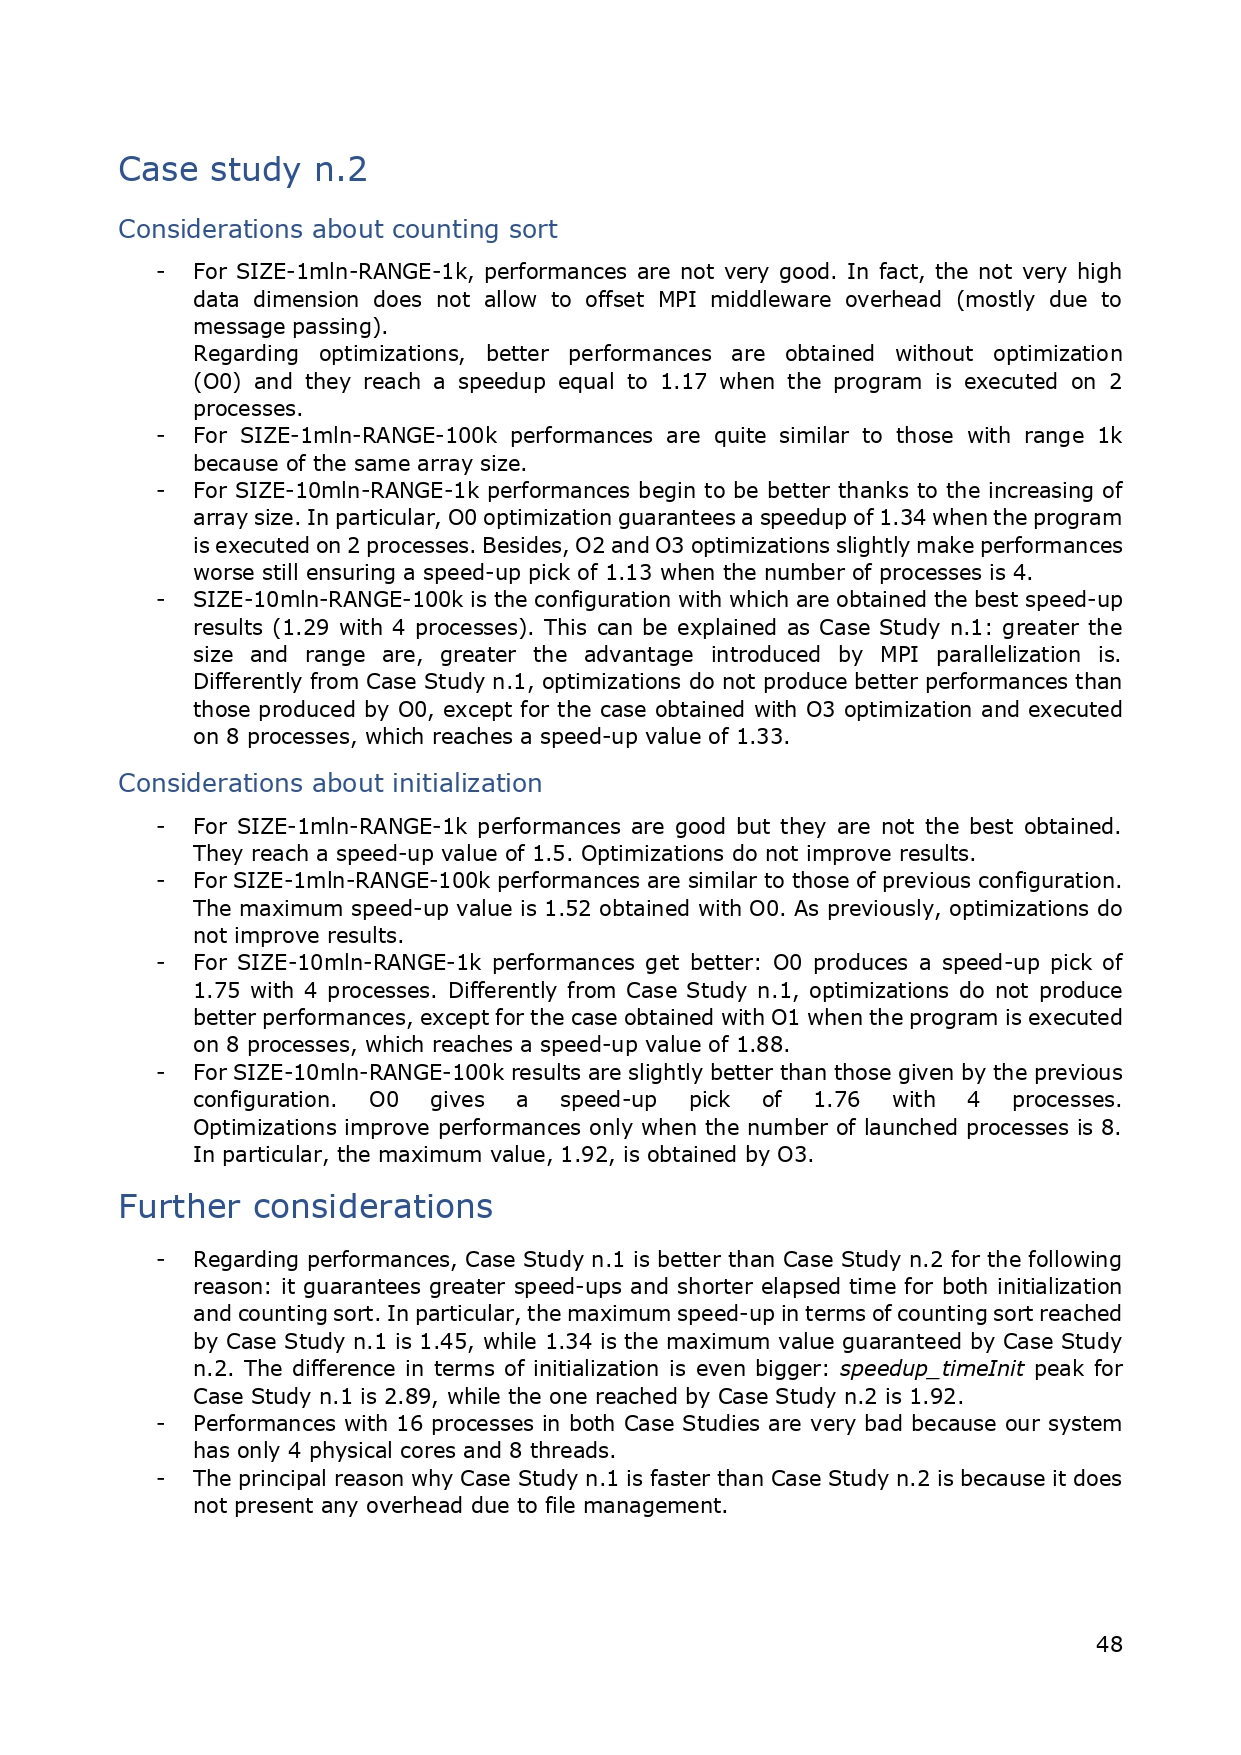 Case study n.2
Considerations about counting sort
- For SIZE-1mln-RANGE-1k, performances are not very good. In fact, the not very high
data dimension does not allow to offset MPI middleware overhead (mostly due to
message passing).
Regarding optimizations, better performances are obtained without optimization
(O0) and they reach a speedup equal to 1.17 when the program is executed on 2
processes.
- For SIZE-1mln-RANGE-100k performances are quite similar to those with range 1k
because of the same array size.
- For SIZE-10mln-RANGE-1k performances begin to be better thanks to the increasing of
array size. In particular, O0 optimization guarantees a speedup of 1.34 when the program
is executed on 2 processes. Besides, O2 and O3 optimizations slightly make performances
worse still ensuring a speed-up pick of 1.13 when the number of processes is 4.
- SIZE-10mln-RANGE-100k is the configuration with which are obtained the best speed-up
results (1.29 with 4 processes). This can be explained as Case Study n.1: greater the
size and range are, greater the advantage introduced by MPI parallelization is.
Differently from Case Study n.1, optimizations do not produce better performances than
those produced by O0, except for the case obtained with O3 optimization and executed
on 8 processes, which reaches a speed-up value of 1.33.
Considerations about initialization
- For SIZE-1mln-RANGE-1k performances are good but they are not the best obtained.
They reach a speed-up value of 1.5. Optimizations do not improve results.
- For SIZE-1mln-RANGE-100k performances are similar to those of previous configuration.
The maximum speed-up value is 1.52 obtained with O0. As previously, optimizations do
not improve results.
- For SIZE-10mln-RANGE-1k performances get better: O0 produces a speed-up pick of
1.75 with 4 processes. Differently from Case Study n.1, optimizations do not produce
better performances, except for the case obtained with O1 when the program is executed
on 8 processes, which reaches a speed-up value of 1.88.
- For SIZE-10mln-RANGE-100k results are slightly better than those given by the previous
configuration. O0 gives a speed-up pick of 1.76 with 4 processes.
Optimizations improve performances only when the number of launched processes is 8.
In particular, the maximum value, 1.92, is obtained by O3.
Further considerations
- Regarding performances, Case Study n.1 is better than Case Study n.2 for the following
reason: it guarantees greater speed-ups and shorter elapsed time for both initialization
and counting sort. In particular, the maximum speed-up in terms of counting sort reached
by Case Study n.1 is 1.45, while 1.34 is the maximum value guaranteed by Case Study
n.2. The difference in terms of initialization is even bigger: speedup_timeInit peak for
Case Study n.1 is 2.89, while the one reached by Case Study n.2 is 1.92.
- Performances with 16 processes in both Case Studies are very bad because our system
has only 4 physical cores and 8 threads.
- The principal reason why Case Study n.1 is faster than Case Study n.2 is because it does
not present any overhead due to file management.
48